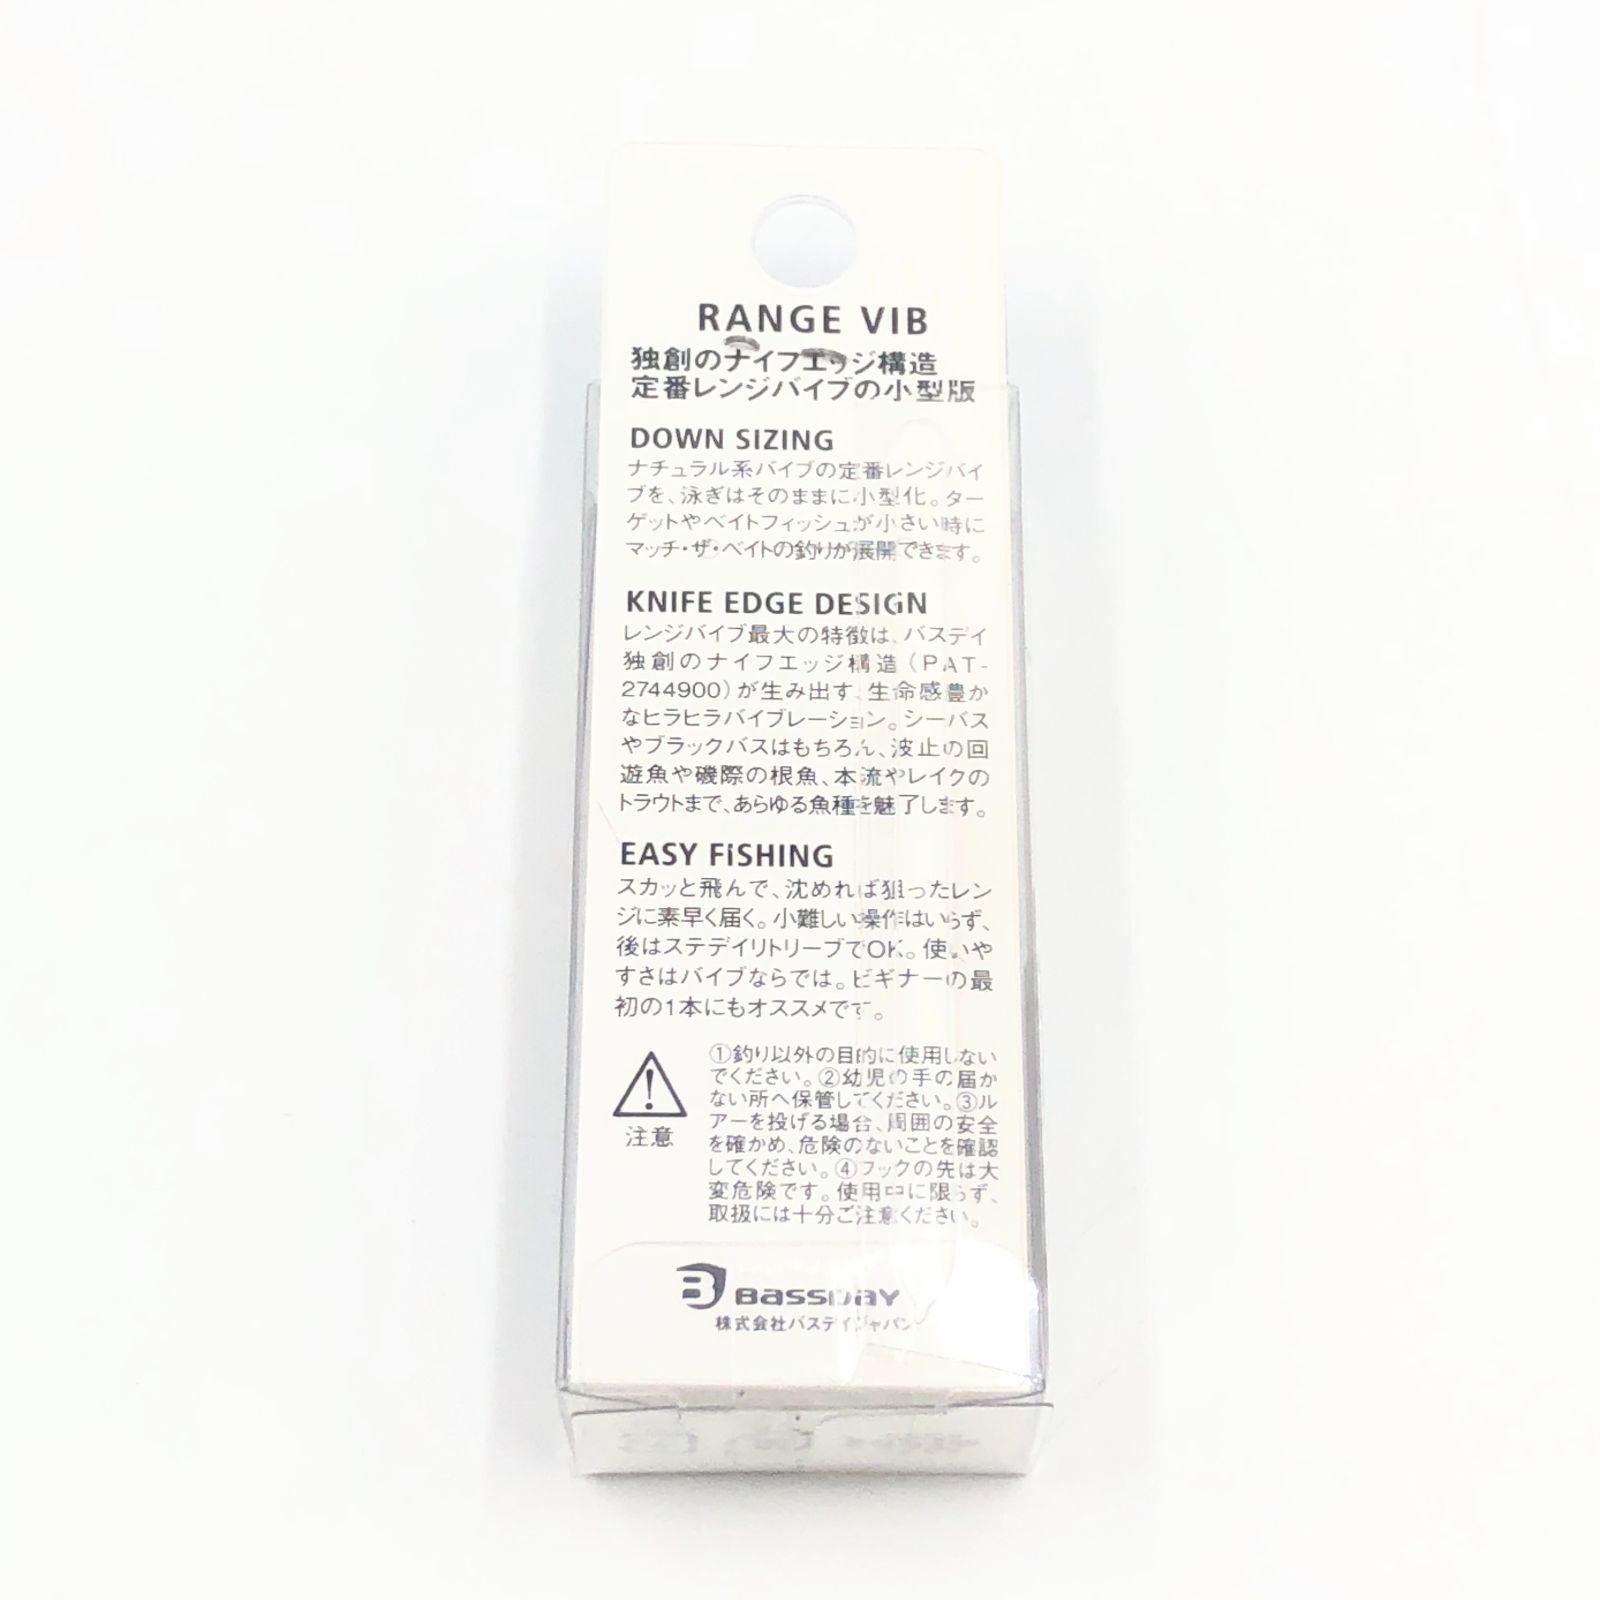 RANGE VIB
独創のナイフエッジ構造
定番レンジバイブの小型版
DOWN SIZING
ナチュラル系バイブの定番レンジバイ
ブを、泳ぎはそのままに小型化。ター
ゲットやベイトフィッシュが小さい時に
マッチ・ザ・ベイトの釣りが展開できます。
KNIFE EDGE DESIGN
レンジバイブ最大の特徴は、バスデイ
独創のナイフエッジ構造（PAT-
2744900）が生み出す、生命感豊か
なヒラヒラバイブレーション。シーバス
やブラックバスはもちろん、波止の回
遊魚や磯際の根魚、本流やレイクの
トラウトまで、あらゆる魚種を魅了します。
EASY FiSHING
スカッと飛んで、沈めれば狙ったレン
ジに素早く届く。小難しい操作はいらず、
後はステデイリトリーブでOK。使いや
すさはバイブならでは。ビギナーの最
初の1本にもオススメです。
注意
①釣り以外の目的に使用しない
でください。②幼児の手の届か
ない所へ保管してください。③ル
アーを投げる場合、周囲の安全
を確かめ、危険のないことを確認
してください。④フックの先は大
変危険です。使用中に限らず、
取扱には十分ご注意ください。
BASSDAY
株式会社バスデイジャパン